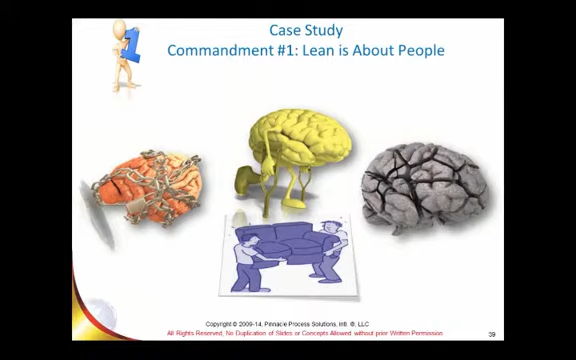 1
Case Study
Commandment #1: Lean is About People
Copyright © 2009-14, Pinnacle Process Solutions, Intl. ®, LLC
All Rights Reserved, No Duplication of Slides or Concepts Allowed without prior Written Permission.
39